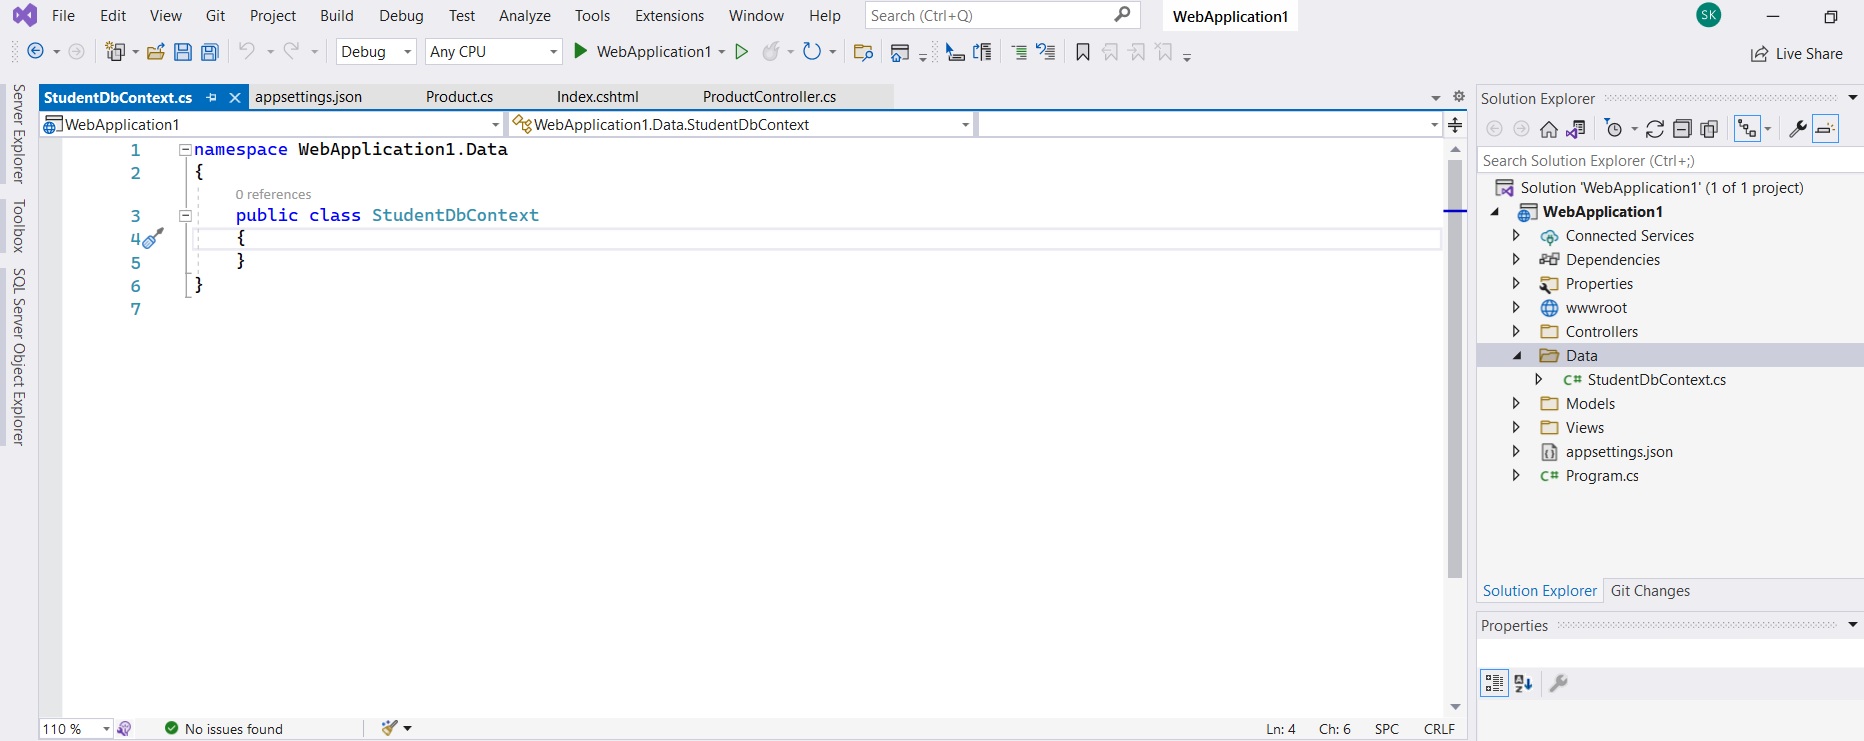 File Edit View Git Project Build Debug Test Analyze Tools Extensions Window Help Search (Ctrl+Q) WebApplication1 SK
Debug Any CPU WebApplication1 Live Share
Server Explorer
Toolbox
SQL Server Object Explorer
StudentDbContext.cs appsettings.json Product.cs Index.cshtml ProductController.cs
WebApplication1 WebApplication1.Data.StudentDbContext
1 namespace WebApplication1.Data
2 {
0 references
3 public class StudentDbContext
4 {
5 }
6 }
7
110 % No issues found Ln: 4 Ch: 6 SPC CRLF
Solution Explorer
Search Solution Explorer (Ctrl+;)
Solution 'WebApplication1' (1 of 1 project)
WebApplication1
Connected Services
Dependencies
Properties
wwwroot
Controllers
Data
C# StudentDbContext.cs
Models
Views
appsettings.json
C# Program.cs
Solution Explorer Git Changes
Properties